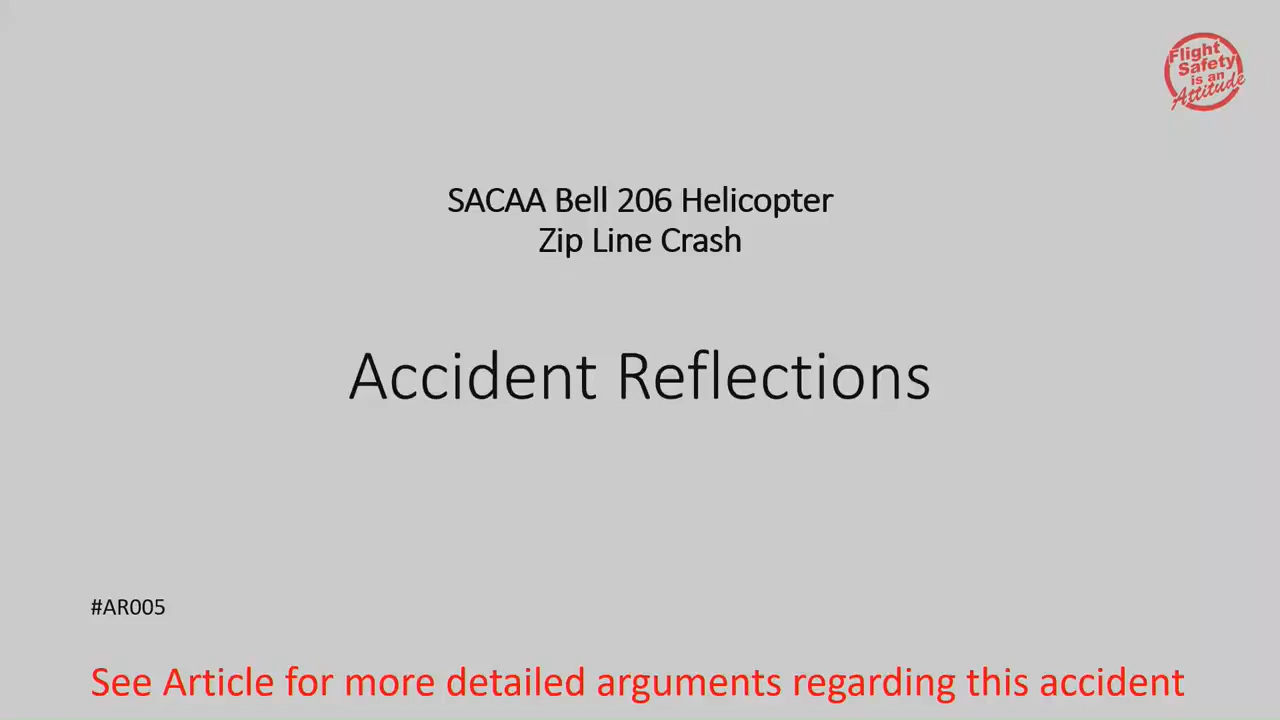 Flight
Safety
is an
Attitude
SACAA Bell 206 Helicopter
Zip Line Crash
Accident Reflections
#AR005
See Article for more detailed arguments regarding this accident